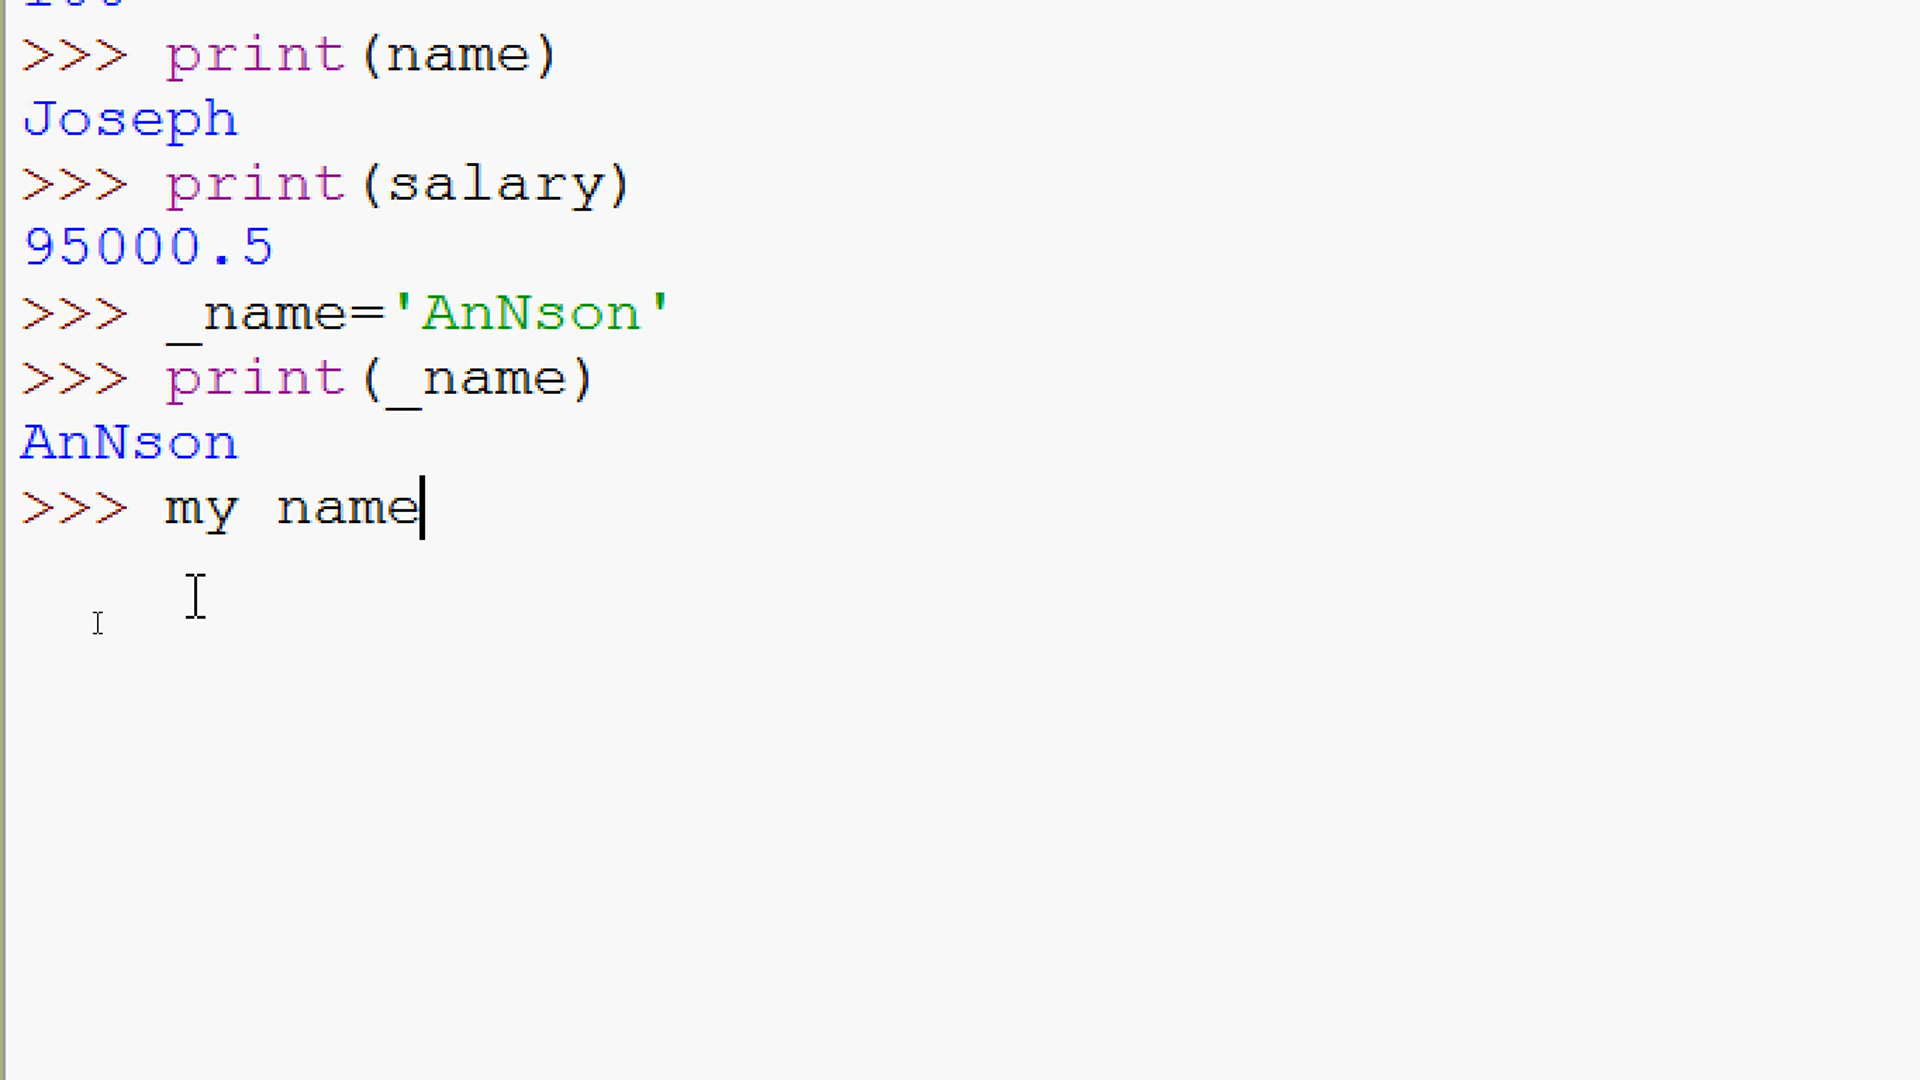 >>> print(name)
Joseph
>>> print(salary)
95000.5
>>> _name='AnNson'
>>> print(_name)
AnNson
>>> my name